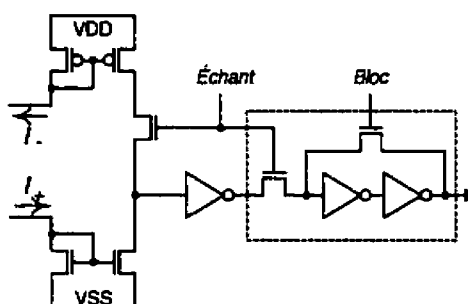 VDD
Échant
Bloc
I-
I+
VSS